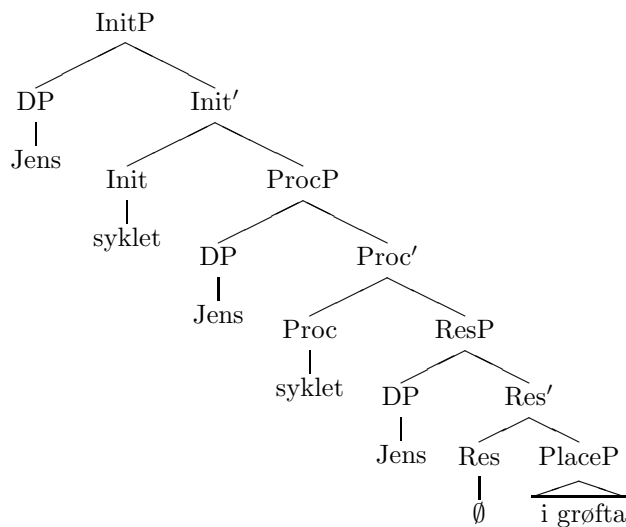 InitP
DP Init′
Jens Init ProcP
syklet DP Proc′
Jens Proc ResP
syklet DP Res′
Jens Res PlaceP
∅ i grøfta